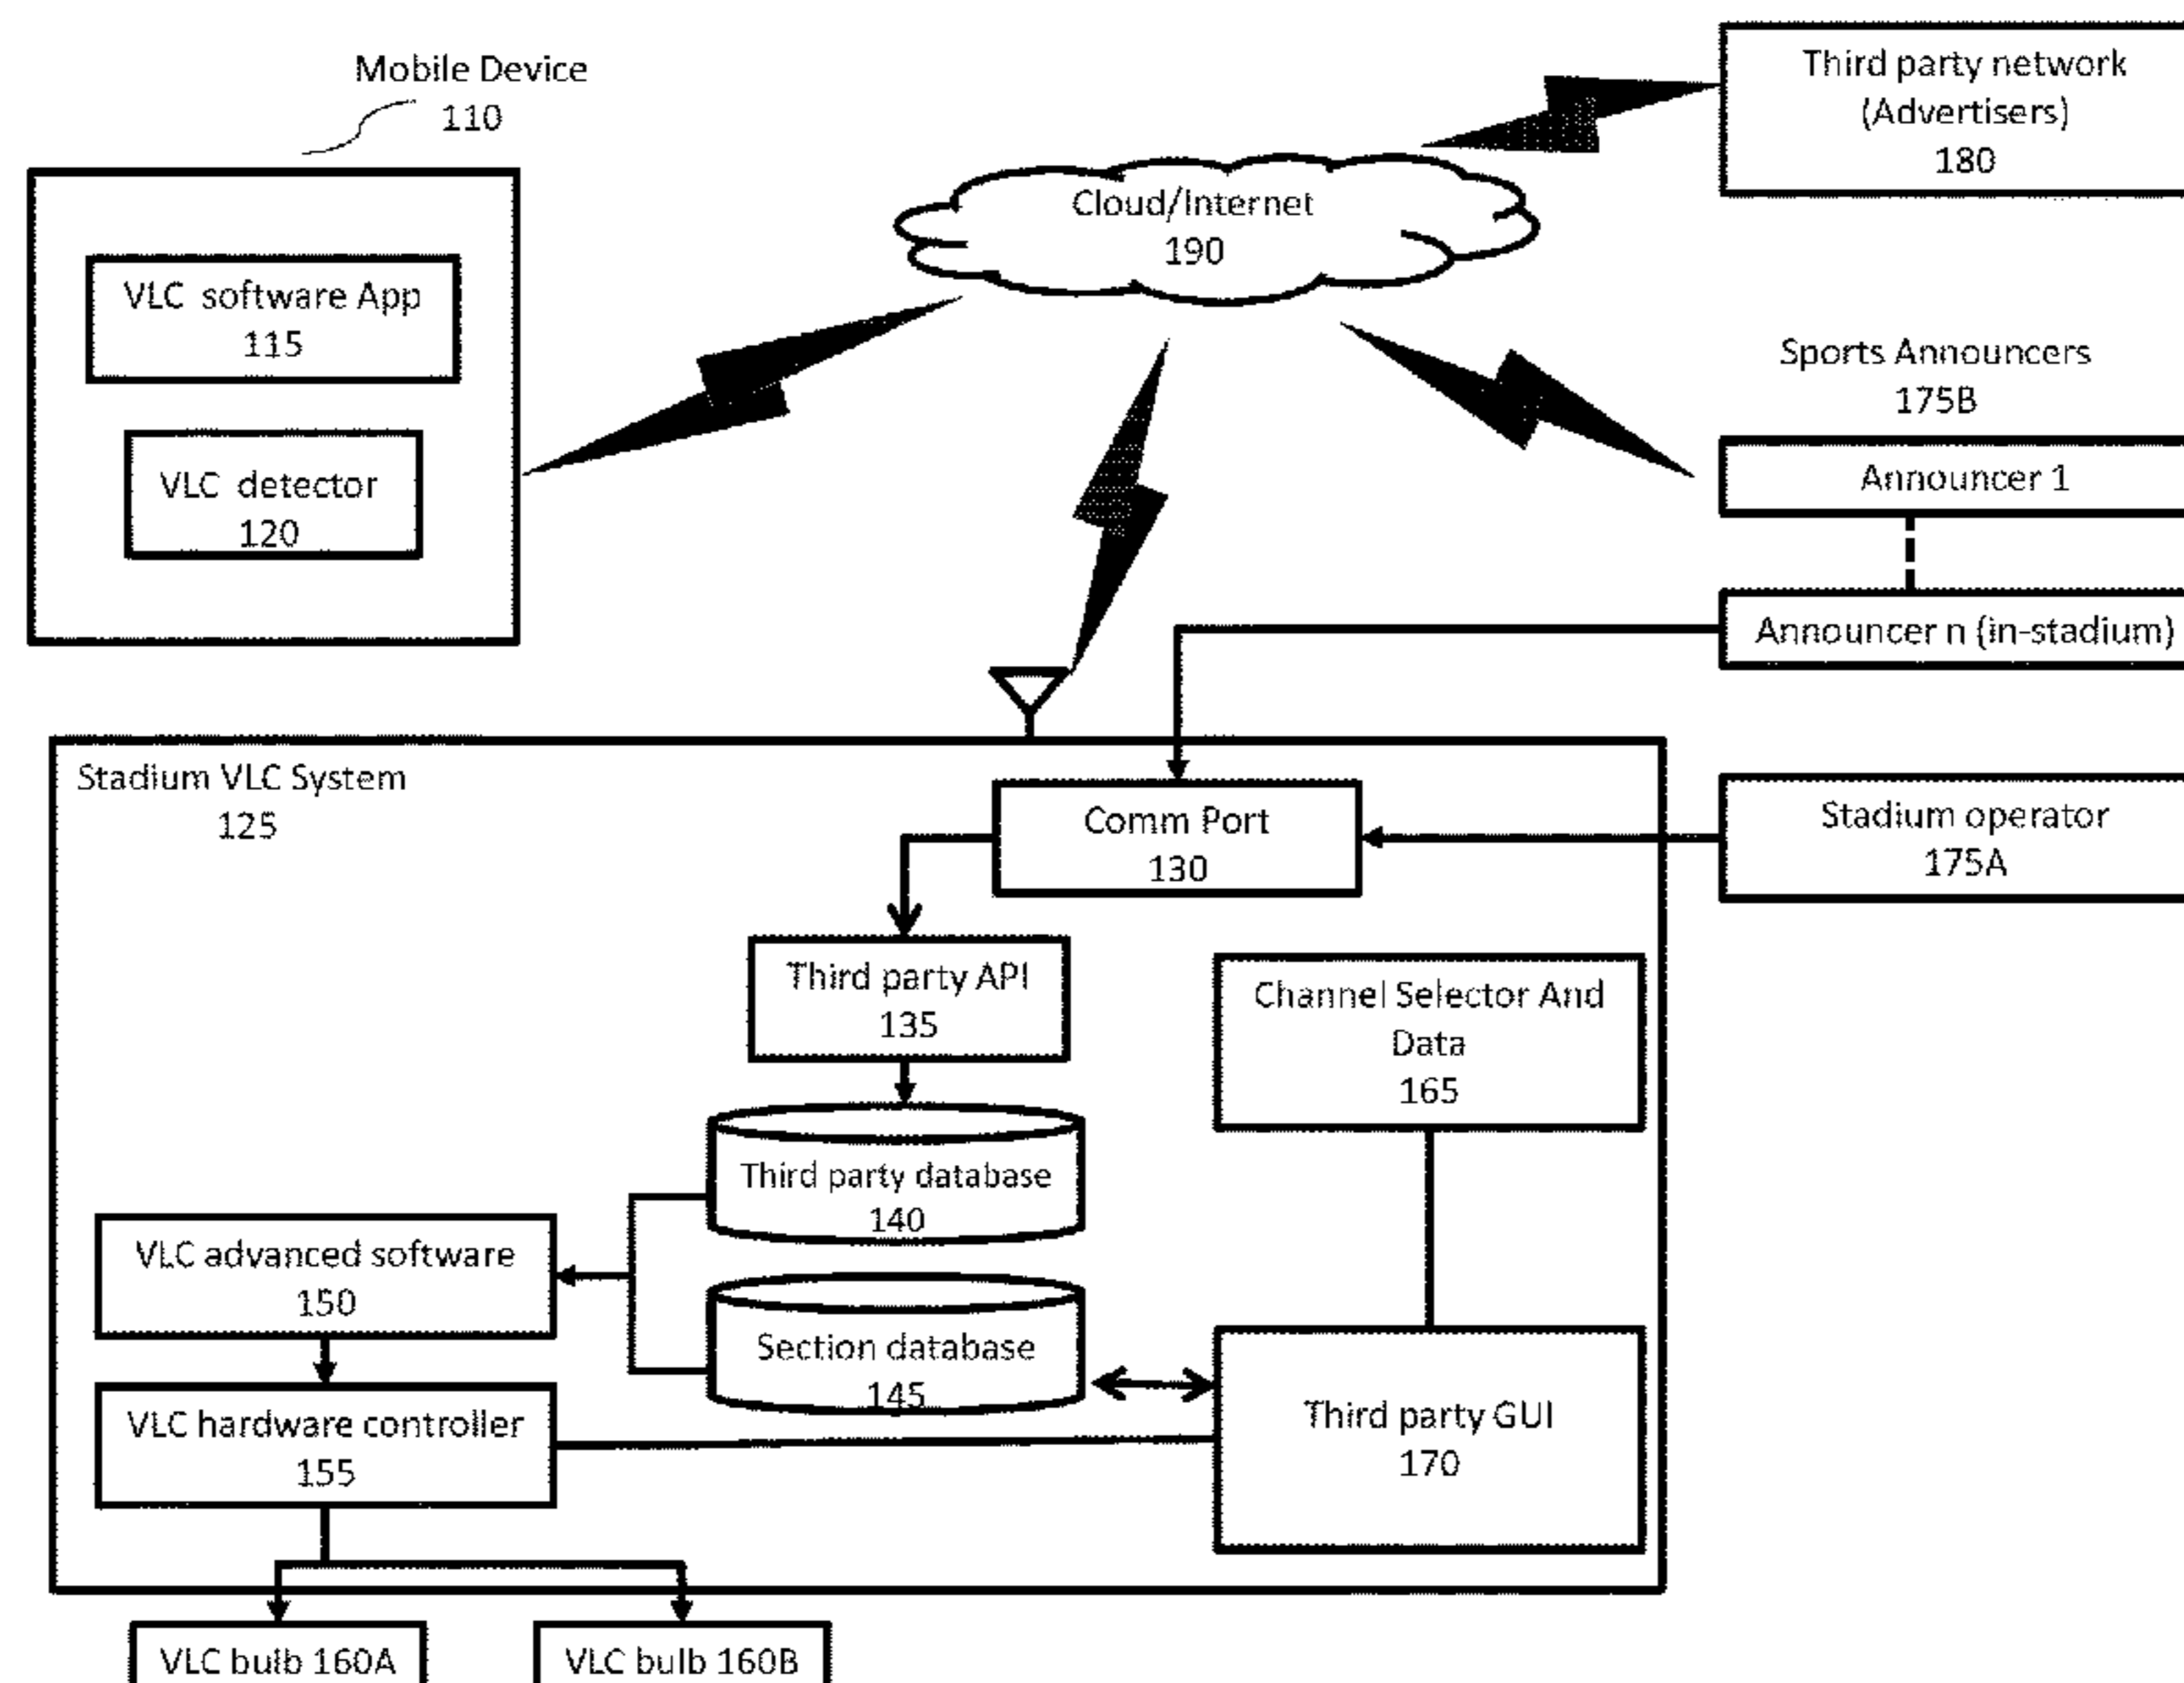 Mobile Device
110
VLC software App
115
VLC detector
120
Cloud/Internet
190
Third party network
(Advertisers)
180
Sports Announcers
175B
Announcer 1
Announcer n (in-stadium)
Stadium operator
175A
Stadium VLC System
125
Comm Port
130
Third party API
135
Channel Selector And
Data
165
Third party database
140
VLC advanced software
150
Section database
145
VLC hardware controller
155
Third party GUI
170
VLC bulb 160A
VLC bulb 160B